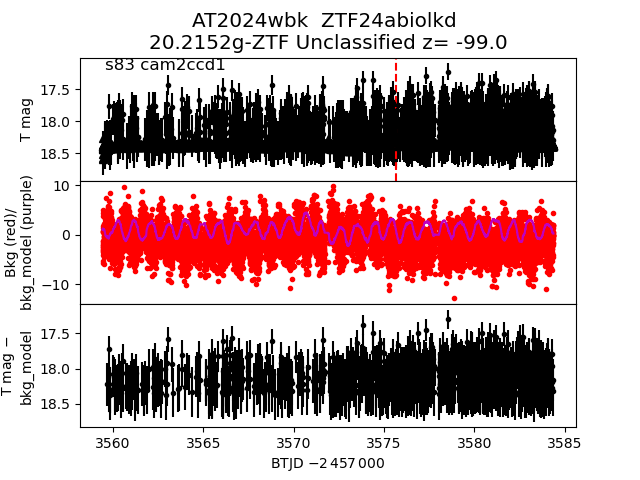 AT2024wbk  ZTF24abiolkd
20.2152g-ZTF Unclassified z= -99.0
s83 cam2ccd1
T mag
17.5
18.0
18.5
Bkg (red)/
bkg_model (purple)
10
0
−10
T mag −
bkg_model
17.5
18.0
18.5
3560
3565
3570
3575
3580
3585
BTJD −2 457 000